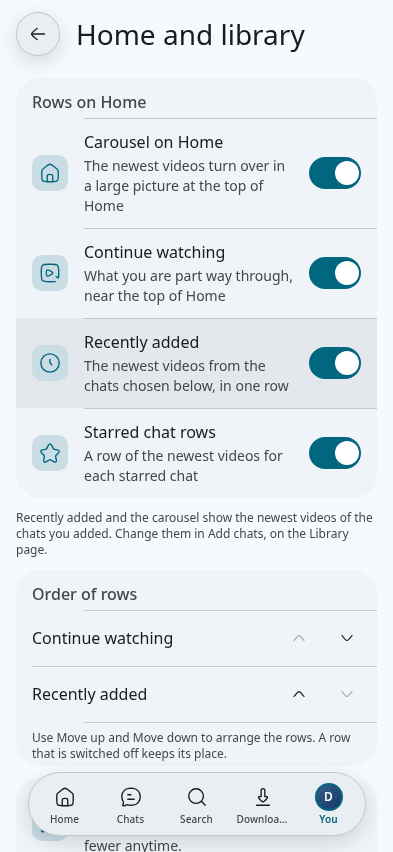 Home and library
Rows on Home
Carousel on Home
The newest videos turn over in
a large picture at the top of
Home
Continue watching
What you are part way through,
near the top of Home
Recently added
The newest videos from the
chats chosen below, in one row
Starred chat rows
A row of the newest videos for
each starred chat
Recently added and the carousel show the newest videos of the
chats you added. Change them in Add chats, on the Library
page.
Order of rows
Continue watching
Recently added
Use Move up and Move down to arrange the rows. A row
that is switched off keeps its place.
D
Home
Chats
Search
Downloa...
You
fewer anytime.